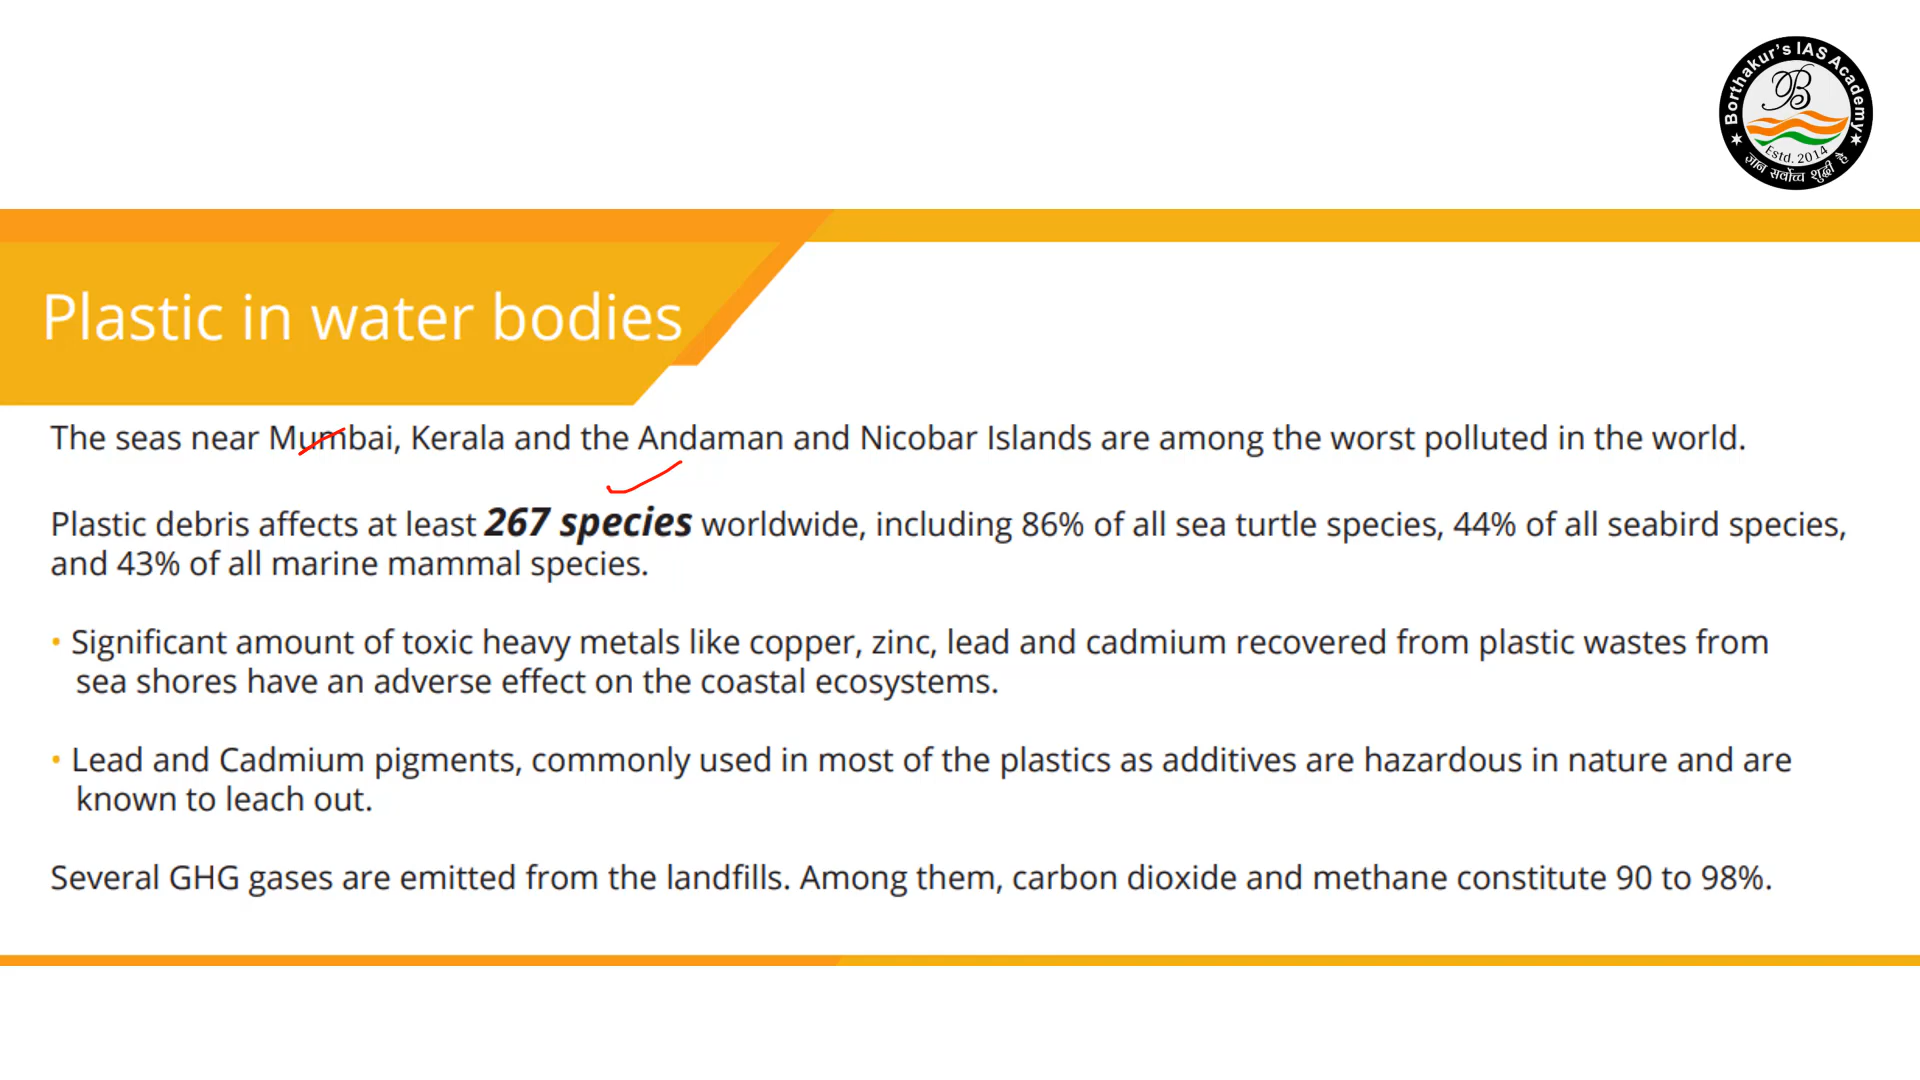 Borthakur's IAS Academy
B
Estd. 2014
ज्ञान सर्वोच्च शुद्धी है
Plastic in water bodies
The seas near Mumbai, Kerala and the Andaman and Nicobar Islands are among the worst polluted in the world.
Plastic debris affects at least 267 species worldwide, including 86% of all sea turtle species, 44% of all seabird species,
and 43% of all marine mammal species.
• Significant amount of toxic heavy metals like copper, zinc, lead and cadmium recovered from plastic wastes from
sea shores have an adverse effect on the coastal ecosystems.
• Lead and Cadmium pigments, commonly used in most of the plastics as additives are hazardous in nature and are
known to leach out.
Several GHG gases are emitted from the landfills. Among them, carbon dioxide and methane constitute 90 to 98%.